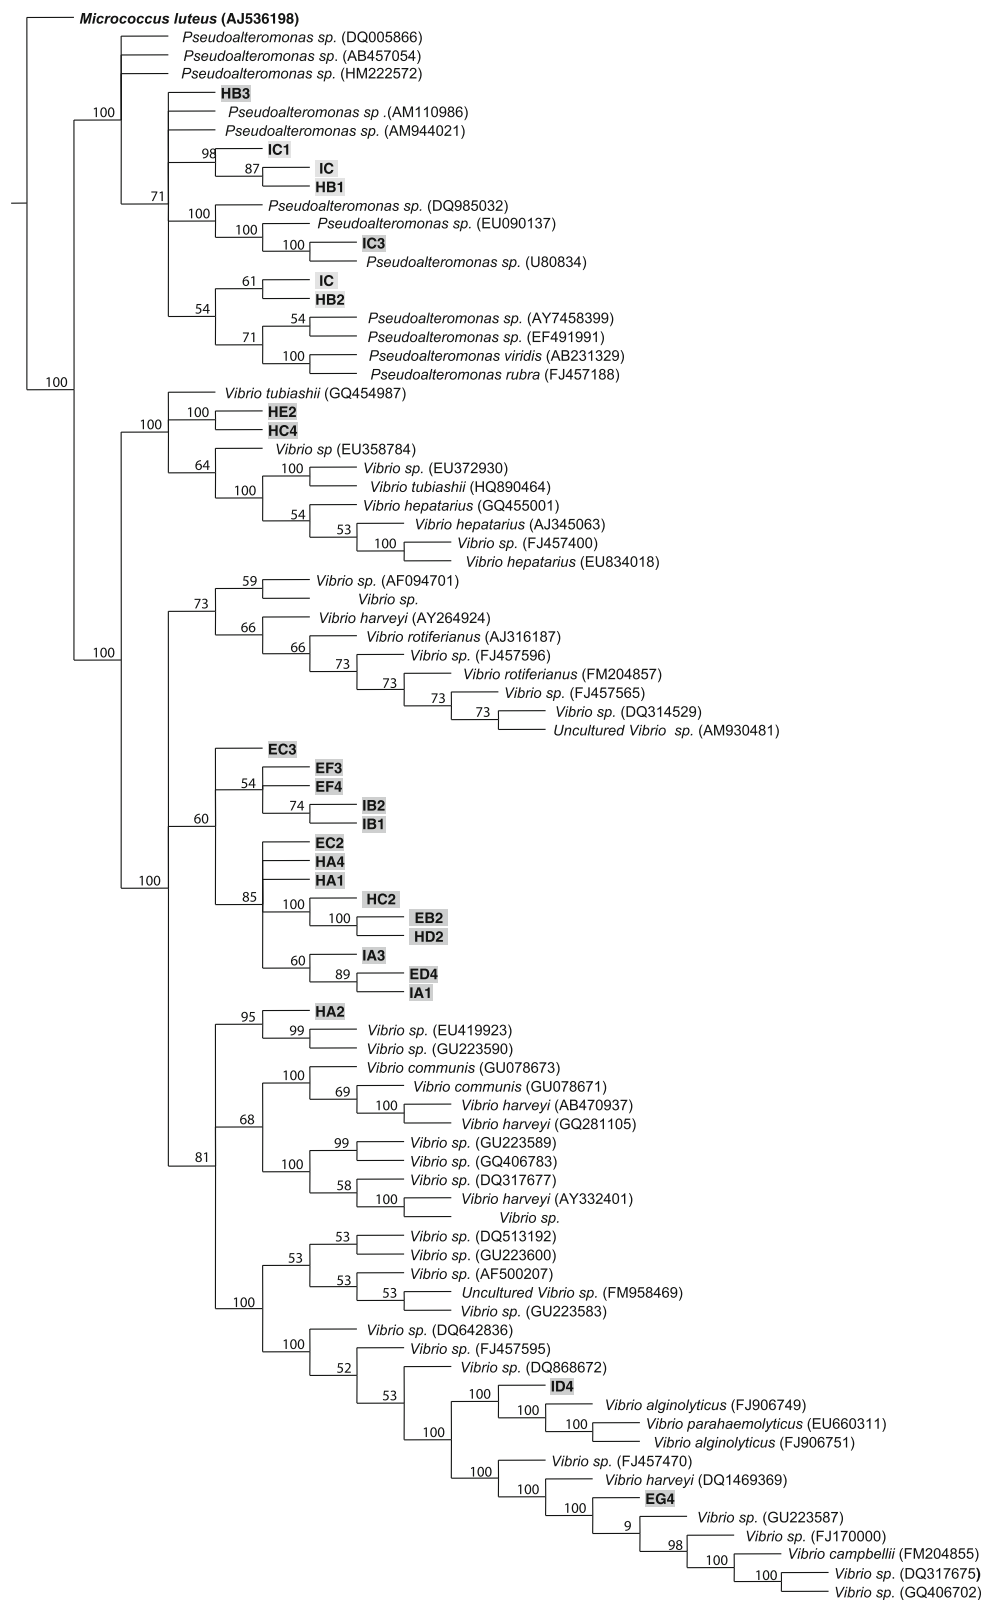 Micrococcus luteus (AJ536198)
Pseudoalteromonas sp. (DQ005866)
Pseudoalteromonas sp. (AB457054)
Pseudoalteromonas sp. (HM222572)
HB3
100
Pseudoalteromonas sp .(AM110986)
Pseudoalteromonas sp. (AM944021)
IC1
98
IC
87
HB1
71
Pseudoalteromonas sp. (DQ985032)
100
Pseudoalteromonas sp. (EU090137)
100
IC3
100
Pseudoalteromonas sp. (U80834)
IC
61
HB2
54
Pseudoalteromonas sp. (AY7458399)
54
Pseudoalteromonas sp. (EF491991)
71
Pseudoalteromonas viridis (AB231329)
100
Pseudoalteromonas rubra (FJ457188)
100
Vibrio tubiashii (GQ454987)
HE2
100
HC4
100
Vibrio sp (EU358784)
64
Vibrio sp. (EU372930)
100
Vibrio tubiashii (HQ890464)
100
Vibrio hepatarius (GQ455001)
54
Vibrio hepatarius (AJ345063)
53
Vibrio sp. (FJ457400)
100
Vibrio hepatarius (EU834018)
Vibrio sp. (AF094701)
59
Vibrio sp.
73
Vibrio harveyi (AY264924)
66
Vibrio rotiferianus (AJ316187)
66
Vibrio sp. (FJ457596)
100
73
Vibrio rotiferianus (FM204857)
73
Vibrio sp. (FJ457565)
73
Vibrio sp. (DQ314529)
73
Uncultured Vibrio sp. (AM930481)
EC3
EF3
54
EF4
IB2
74
IB1
60
EC2
HA4
HA1
100
85
HC2
100
EB2
100
HD2
IA3
60
ED4
89
IA1
HA2
95
Vibrio sp. (EU419923)
99
Vibrio sp. (GU223590)
Vibrio communis (GU078673)
100
Vibrio communis (GU078671)
69
Vibrio harveyi (AB470937)
100
Vibrio harveyi (GQ281105)
68
Vibrio sp. (GU223589)
99
Vibrio sp. (GQ406783)
81
100
Vibrio sp. (DQ317677)
58
Vibrio harveyi (AY332401)
100
Vibrio sp.
Vibrio sp. (DQ513192)
53
Vibrio sp. (GU223600)
53
Vibrio sp. (AF500207)
53
Uncultured Vibrio sp. (FM958469)
53
Vibrio sp. (GU223583)
100
Vibrio sp. (DQ642836)
100
Vibrio sp. (FJ457595)
52
Vibrio sp. (DQ868672)
53
ID4
100
Vibrio alginolyticus (FJ906749)
100
Vibrio parahaemolyticus (EU660311)
100
Vibrio alginolyticus (FJ906751)
100
Vibrio sp. (FJ457470)
100
Vibrio harveyi (DQ1469369)
100
EG4
100
Vibrio sp. (GU223587)
9
Vibrio sp. (FJ170000)
98
Vibrio campbellii (FM204855)
100
Vibrio sp. (DQ317675)
100
Vibrio sp. (GQ406702)